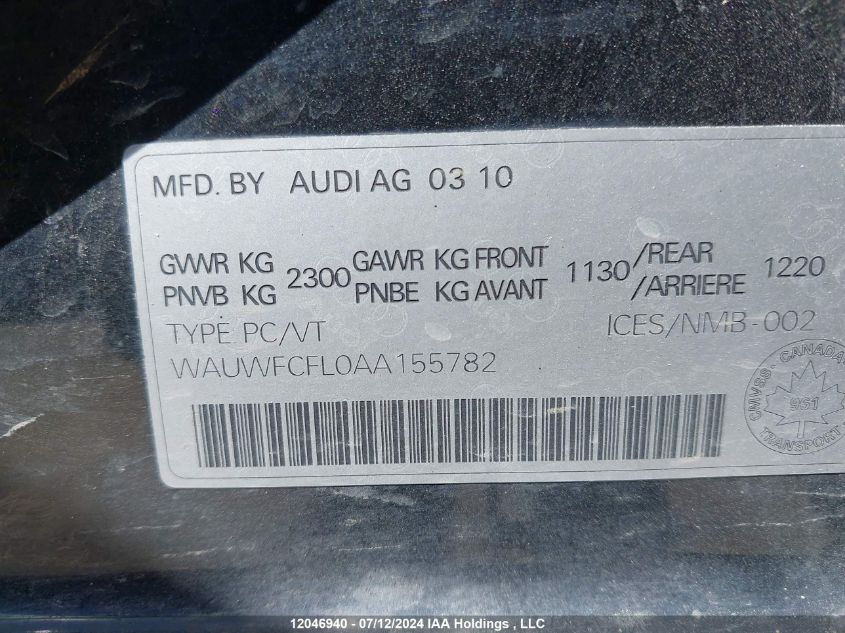 MFD. BY AUDI AG 03 10
GVWR KG 2300 GAWR KG FRONT 1130 /REAR 1220
PNVB KG PNBE KG AVANT /ARRIERE
TYPE PC/VT ICES/NMB-002
WAUWFCFL0AA155782
CANADA
CMVSS
951
TRANSPORT
12046940 - 07/12/2024 IAA Holdings , LLC